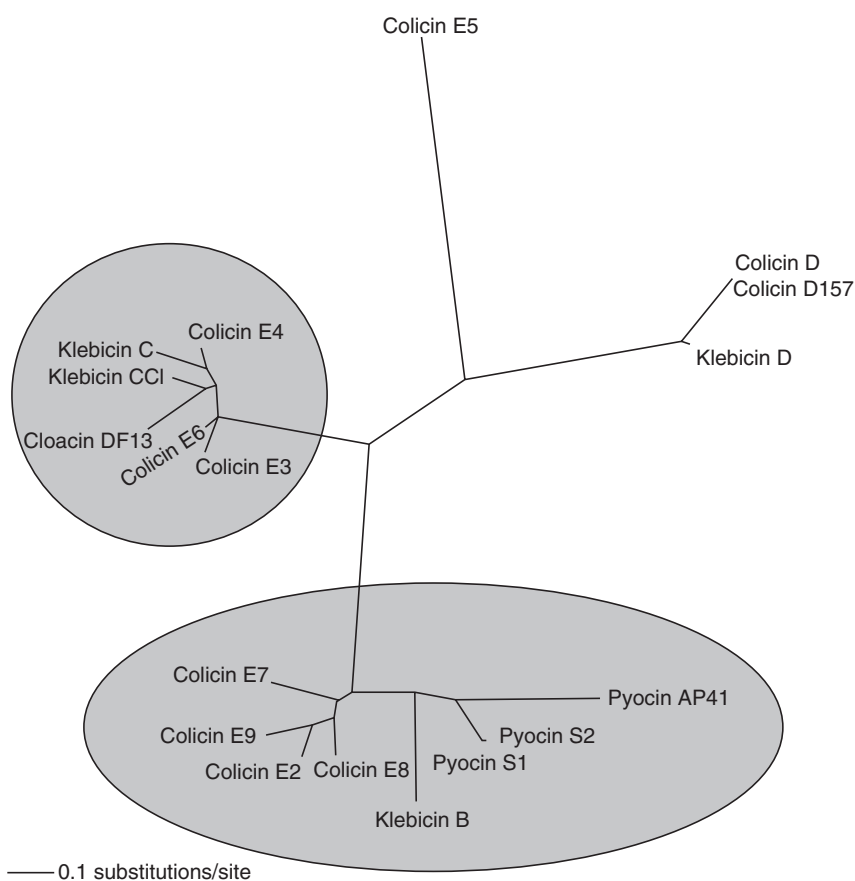 Colicin E5
Colicin D
Colicin D157
Klebicin D
Colicin E4
Klebicin C
Klebicin CCl
Cloacin DF13
Colicin E6
Colicin E3
Colicin E7
Pyocin AP41
Colicin E9
Pyocin S2
Colicin E2
Colicin E8
Pyocin S1
Klebicin B
0.1 substitutions/site